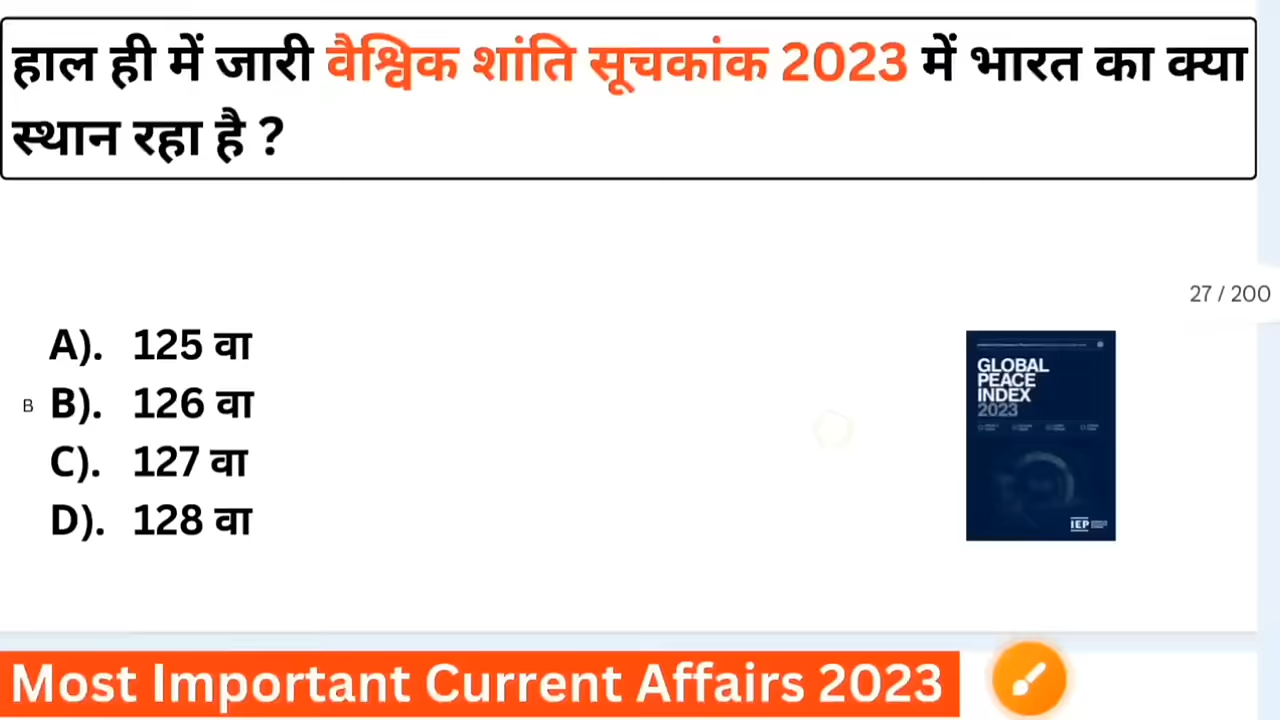 हाल ही में जारी वैश्विक शांति सूचकांक 2023 में भारत का क्या
स्थान रहा है ?
27 / 200
A). 125 वा
B B). 126 वा
C). 127 वा
D). 128 वा
GLOBAL
PEACE
INDEX
2023
IEP
Most Important Current Affairs 2023